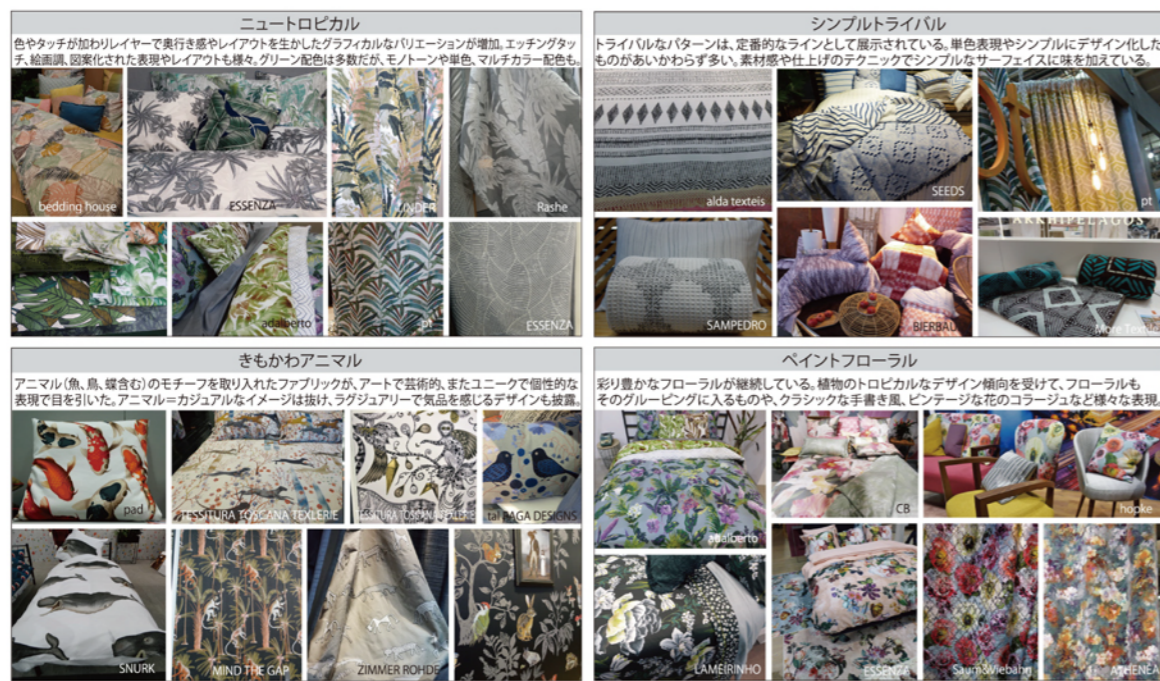 ニュートロピカル
色やタッチが加わりレイヤーで奥行き感やレイアウトを生かしたグラフィカルなバリエーションが増加。エッチングタッ
チ、絵画調、図案化された表現やレイアウトも様々。グリーン配色は多数だが、モノトーンや単色、マルチカラー配色も。
bedding house
ESSENZA
LINDER
Rashe
adalberto
pt
ESSENZA
シンプルトライバル
トライバルなパターンは、定番的なラインとして展示されている。単色表現やシンプルにデザイン化した
ものがあいかわらず多い。素材感や仕上げのテクニックでシンプルなサーフェイスに味を加えている。
alda texteis
SEEDS
pt
SAMPEDRO
BIERBAU
ARKHIPELAGOS
More Textile
きもかわアニマル
アニマル（魚、鳥、蝶含む）のモチーフを取り入れたファブリックが、アートで芸術的、またユニークで個性的な
表現で目を引いた。アニマル＝カジュアルなイメージは抜け、ラグジュアリーで気品を感じるデザインも披露。
pad
TESSITURA TOSCANA TEXLERIE
TESSITURA TOSCANA TEXLERIE
tal FAGA DESIGNS
SNURK
MIND THE GAP
ZIMMER ROHDE
ペイントフローラル
彩り豊かなフローラルが継続している。植物のトロピカルなデザイン傾向を受けて、フローラルも
そのグルーピングに入るものや、クラシックな手書き風、ビンテージな花のコラージュなど様々な表現。
adalberto
CB
hopke
LAMEIRINHO
ESSENZA
Saum&Wiebahn
ATHENEA